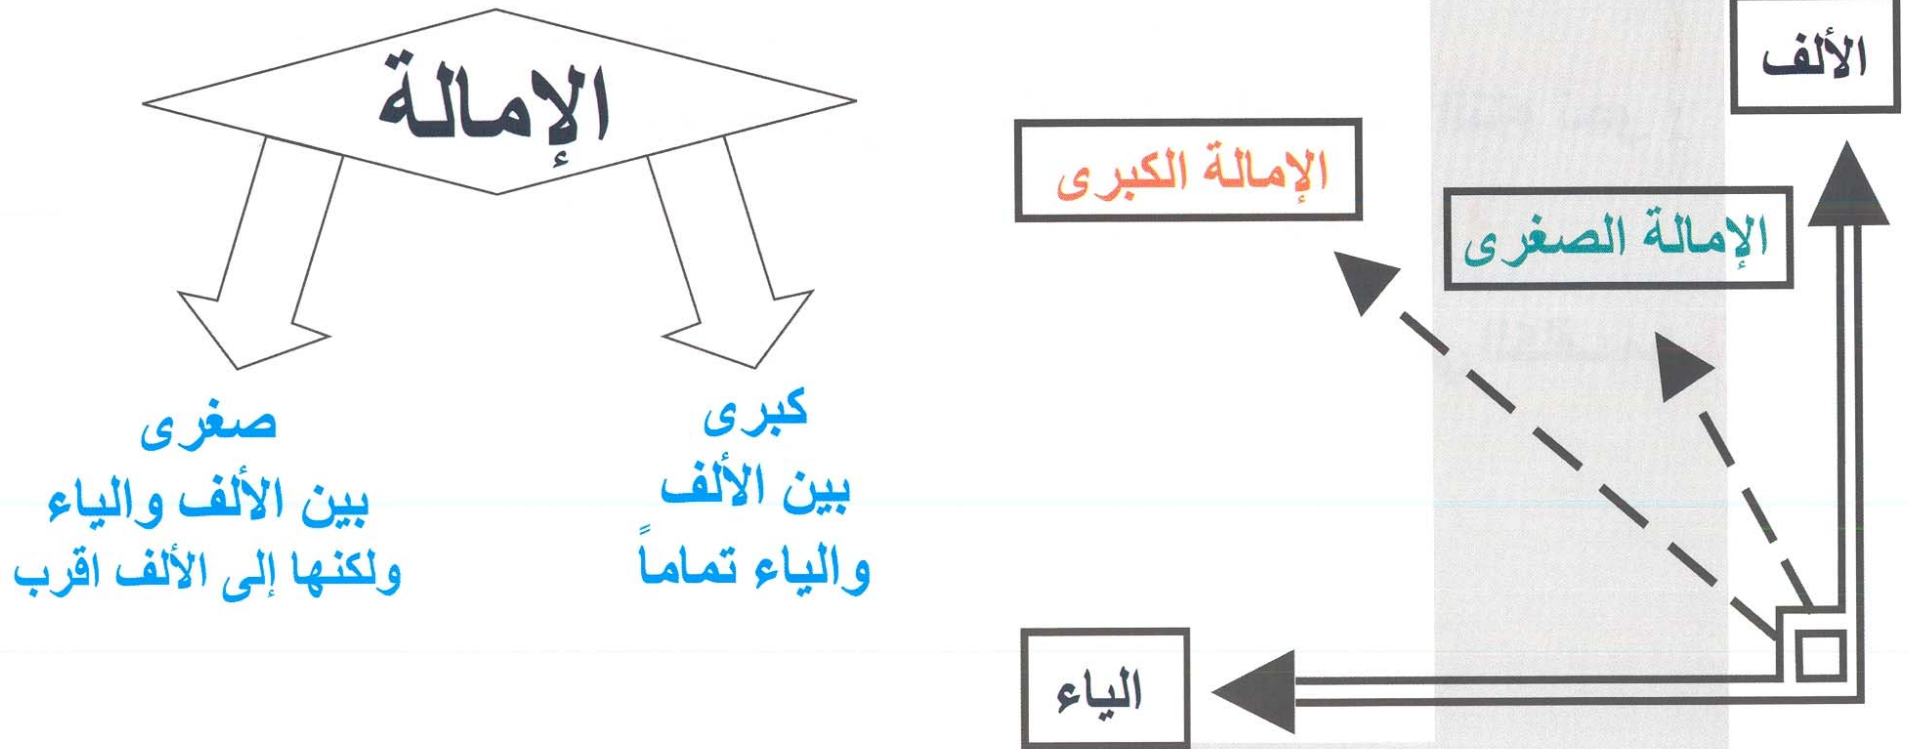 الألف
الإمالة الكبرى
الإمالة الصغرى
الياء
الإمالة
كبرى
بين الألف
والياء تماماً
صغرى
بين الألف والياء
ولكنها إلى الألف اقرب